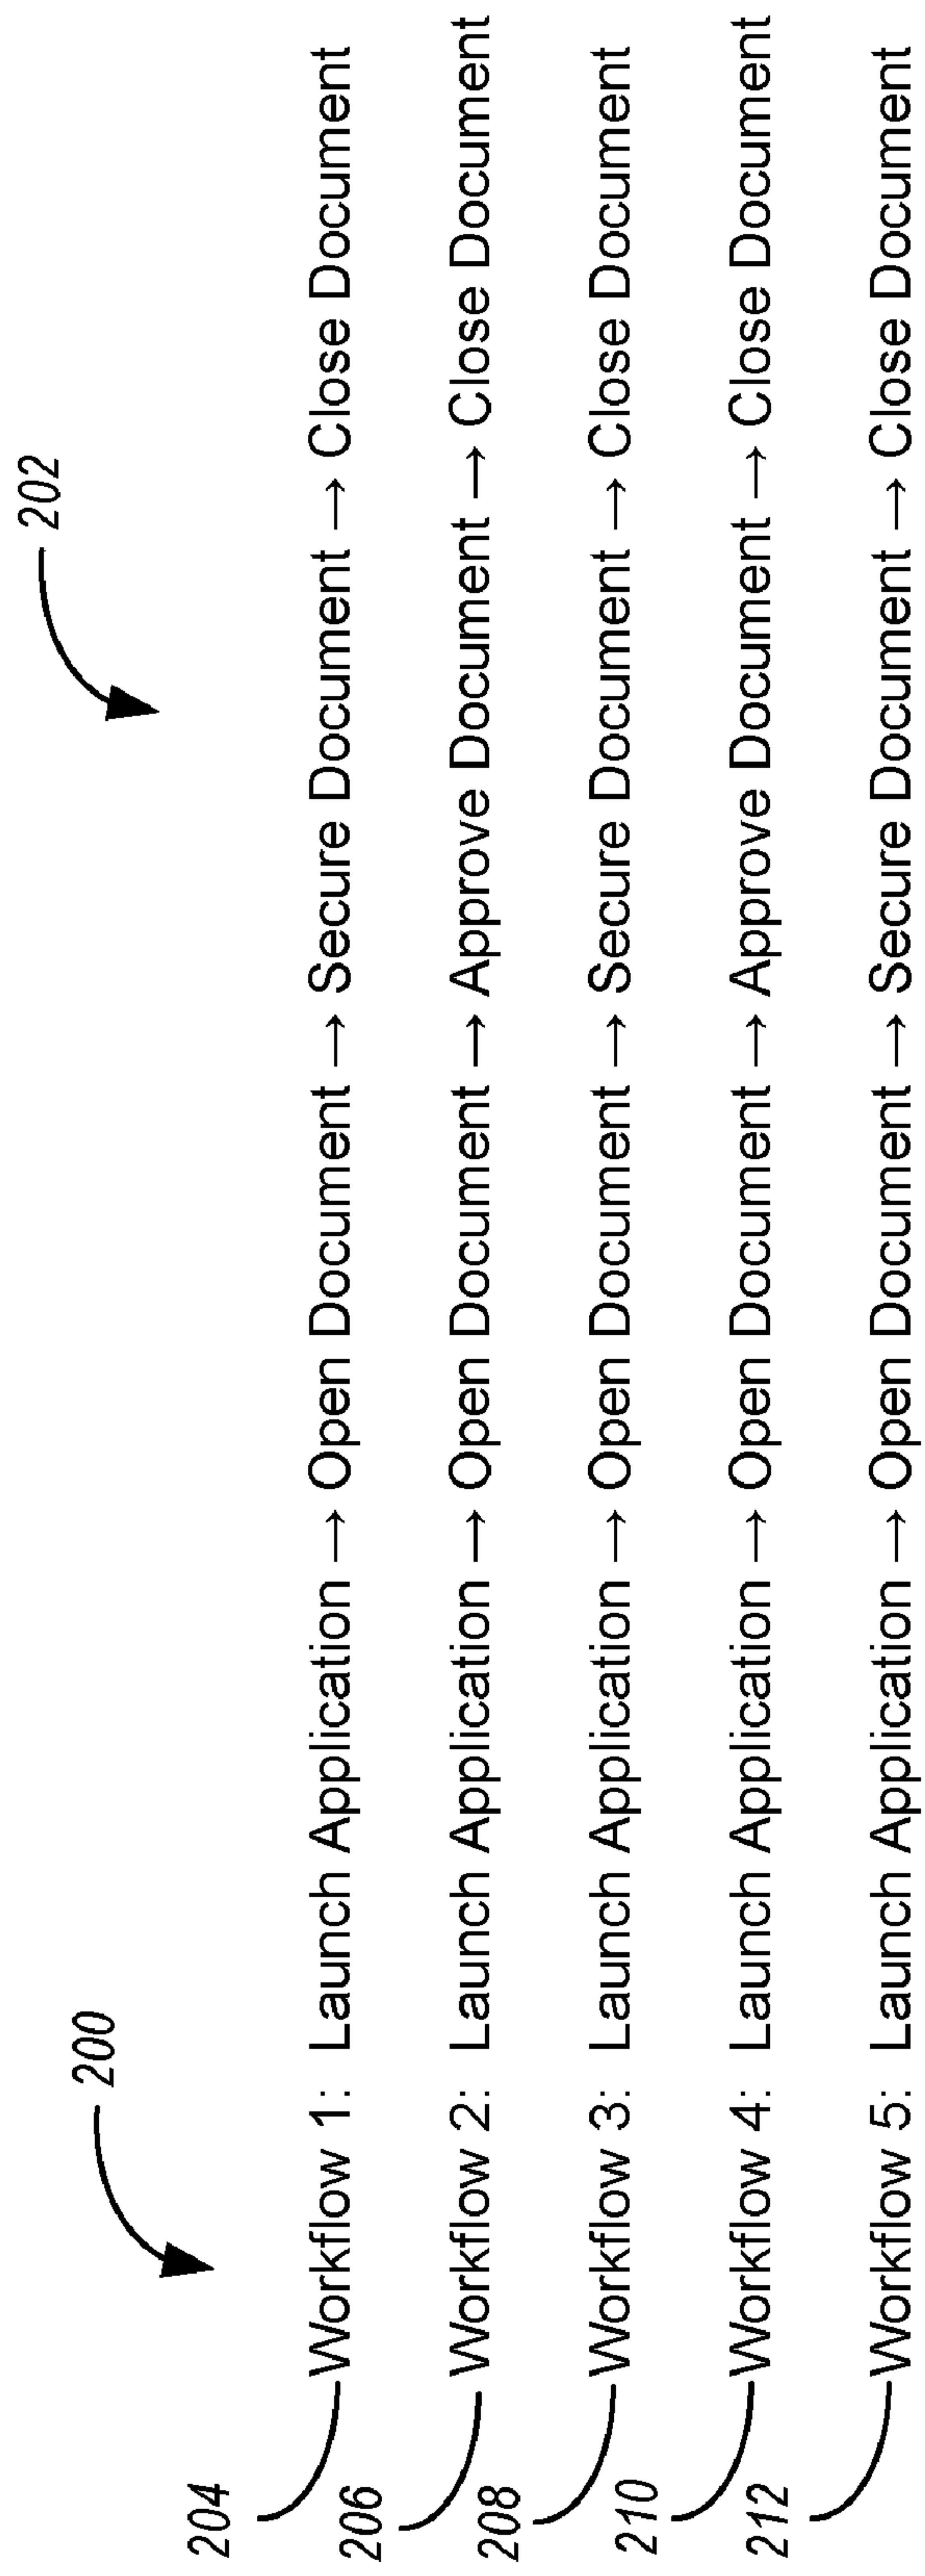 202
200
204 Workflow 1: Launch Application → Open Document → Secure Document → Close Document
206 Workflow 2: Launch Application → Open Document → Approve Document → Close Document
208 Workflow 3: Launch Application → Open Document → Secure Document → Close Document
210 Workflow 4: Launch Application → Open Document → Approve Document → Close Document
212 Workflow 5: Launch Application → Open Document → Secure Document → Close Document